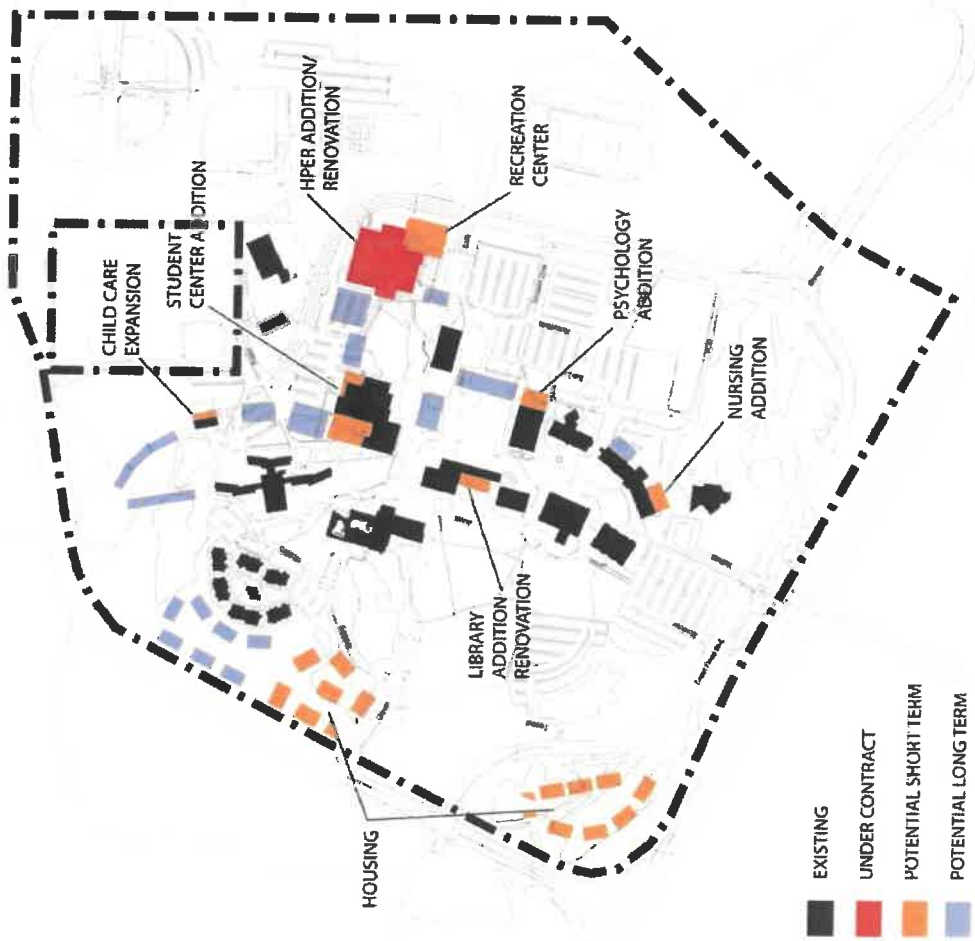 HPER ADDITION/
RENOVATION
STUDENT
CENTER ADDITION
CHILD CARE
EXPANSION
RECREATION
CENTER
PSYCHOLOGY
ADDITION
NURSING
ADDITION
LIBRARY
ADDITION
RENOVATION
HOUSING
EXISTING
UNDER CONTRACT
POTENTIAL SHORT TERM
POTENTIAL LONG TERM